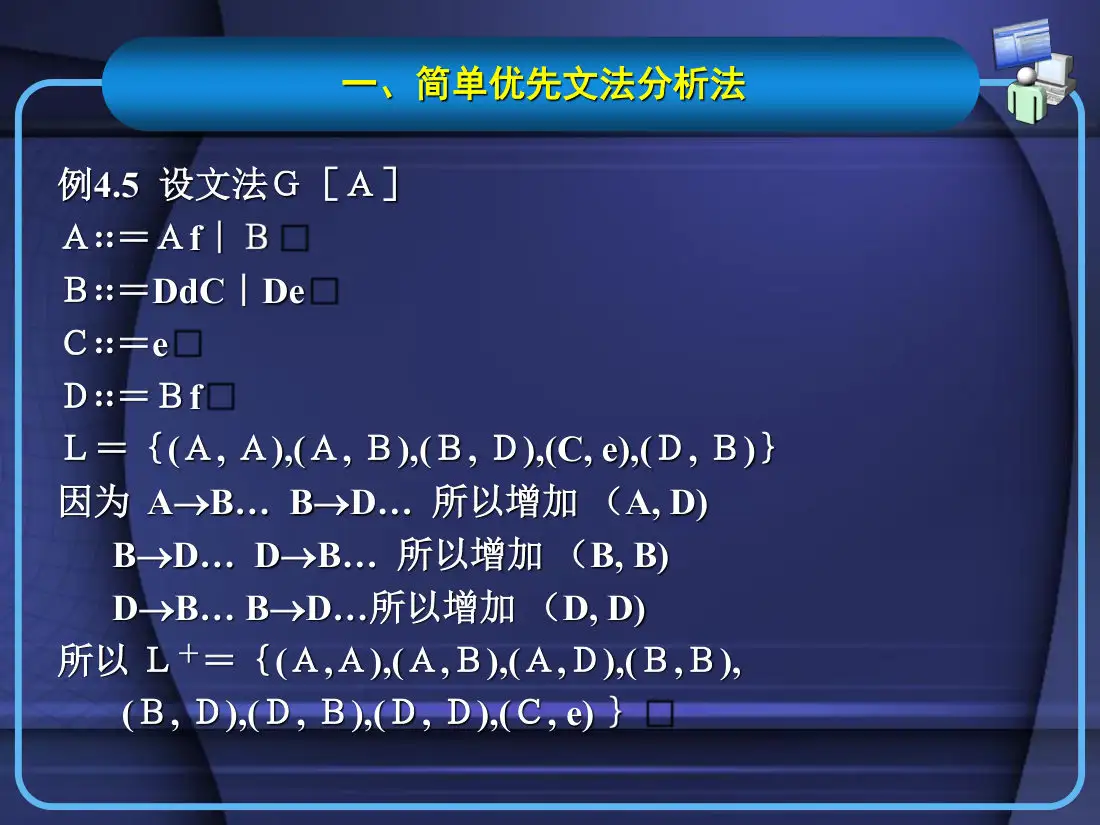 一、简单优先文法分析法
例4.5 设文法G［A］
A∷＝Af｜B□
B∷＝DdC｜De□
C∷＝e□
D∷＝Bf□
L＝｛(A, A),(A, B),(B, D),(C, e),(D, B)｝
因为 A→B… B→D… 所以增加 （A, D)
B→D… D→B… 所以增加 （B, B)
D→B… B→D…所以增加 （D, D)
所以 L⁺＝｛(A,A),(A,B),(A,D),(B,B),
(B, D),(D, B),(D, D),(C, e) ｝□